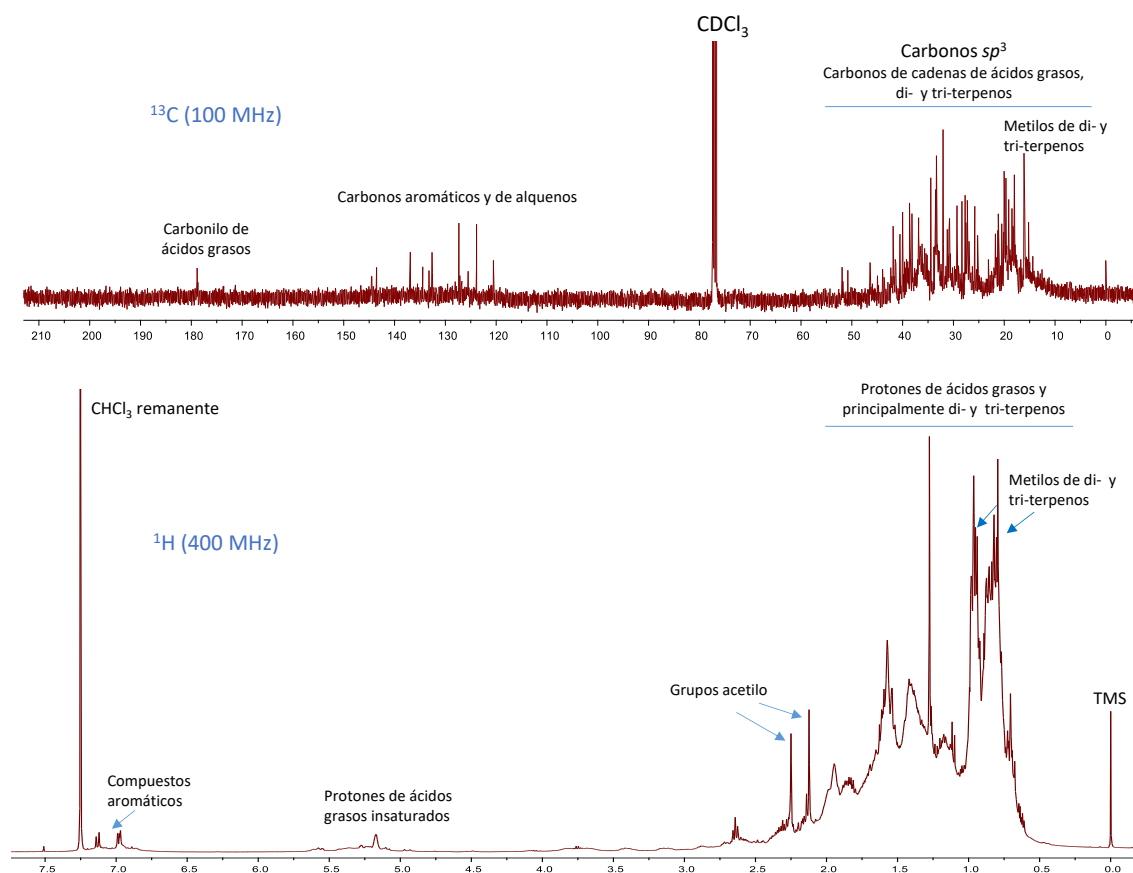 CDCl3
Carbonos sp3
Carbonos de cadenas de ácidos grasos,
di- y tri-terpenos
13C (100 MHz)
Metilos de di- y
tri-terpenos
Carbonos aromáticos y de alquenos
Carbonilo de
ácidos grasos
210 200 190 180 170 160 150 140 130 120 110 100 90 80 70 60 50 40 30 20 10 0
CHCl3 remanente
Protones de ácidos grasos y
principalmente di- y tri-terpenos
Metilos de di- y
tri-terpenos
1H (400 MHz)
Grupos acetilo
TMS
Compuestos
aromáticos
Protones de ácidos
grasos insaturados
7.5 7.0 6.5 6.0 5.5 5.0 4.5 4.0 3.5 3.0 2.5 2.0 1.5 1.0 0.5 0.0